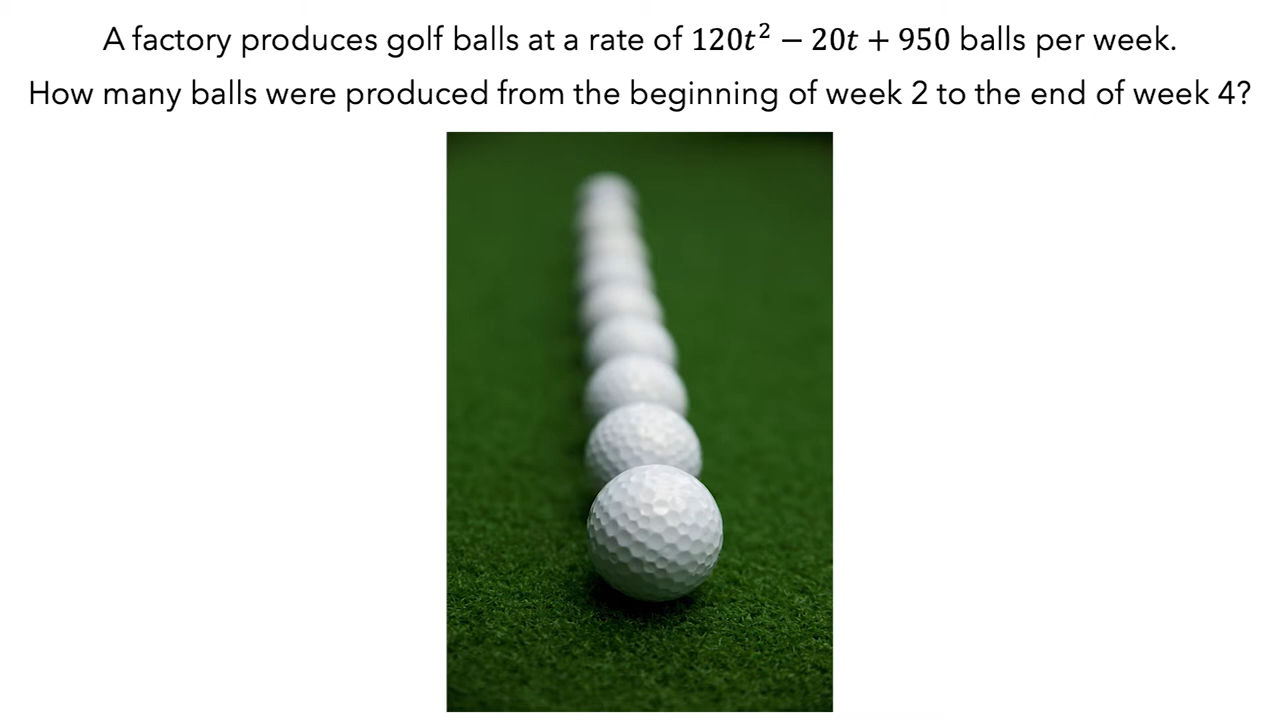 A factory produces golf balls at a rate of 120t² − 20t + 950 balls per week.
How many balls were produced from the beginning of week 2 to the end of week 4?